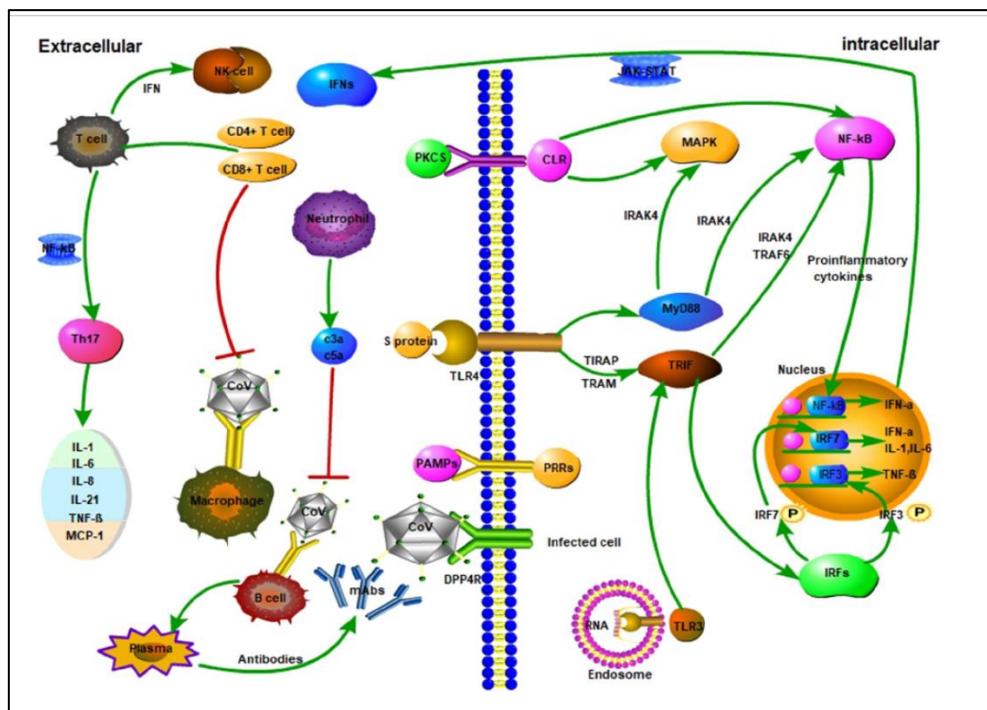 Extracellular
intracellular
NK cell
IFN
IFNs
JAK-STAT
T cell
CD4+ T cell
CD8+ T cell
PKCS
CLR
MAPK
NF-kB
Neutrophil
IRAK4
IRAK4
IRAK4
TRAF6
Proinflammatory
cytokines
NF-kB
Th17
c3a
c5a
MyD88
S protein
TLR4
TIRAP
TRAM
TRIF
Nucleus
NF-kB
IFN-a
IRF7
IFN-a
IL-1,IL-6
IRF3
TNF-ß
CoV
IL-1
IL-6
IL-8
IL-21
TNF-ß
MCP-1
Macrophage
PAMPs
PRRs
CoV
CoV
Infected cell
DPP4R
IRF7
P
IRF3
P
IRFs
B cell
mAbs
Plasma
Antibodies
RNA
TLR3
Endosome